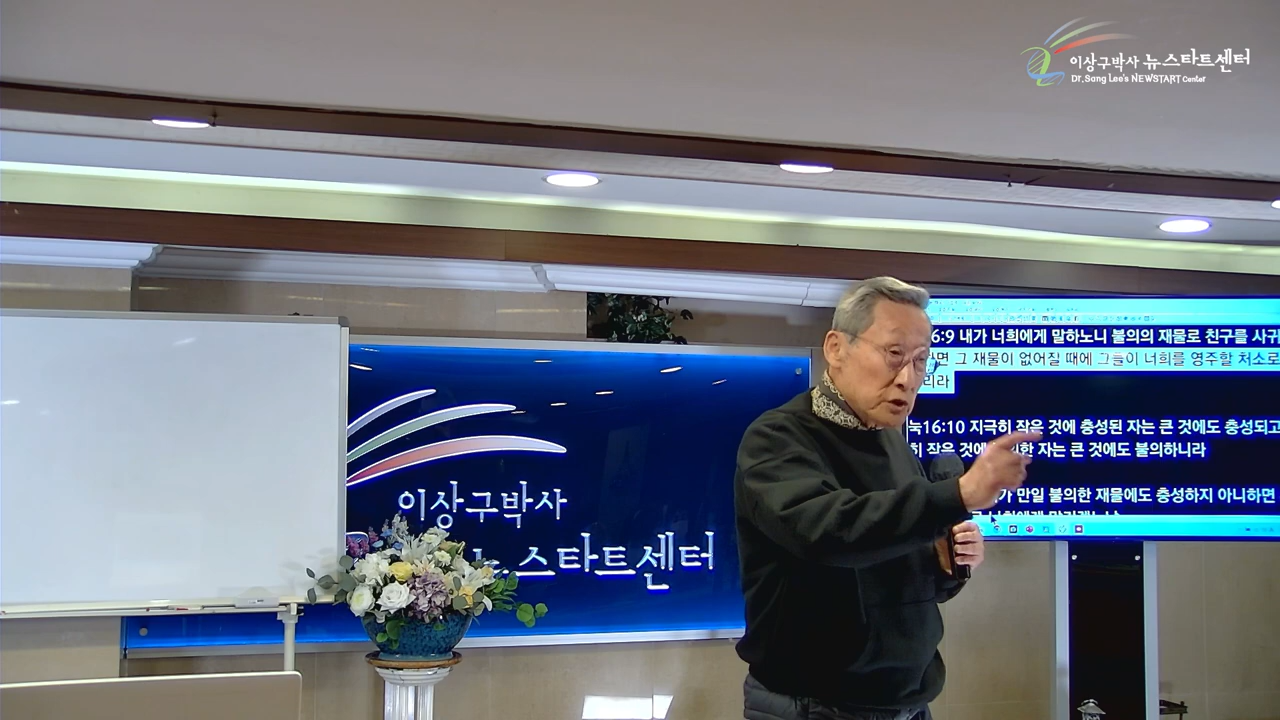 이상구박사 뉴스타트센터
Dr. Sang Lee's NEWSTART Center
6:9 내가 너희에게 말하노니 불의의 재물로 친구를 사귀
면 그 재물이 없어질 때에 그들이 너희를 영주할 처소로
리라
눅16:10 지극히 작은 것에 충성된 자는 큰 것에도 충성되고
히 작은 것에 한 자는 큰 것에도 불의하니라
가 만일 불의한 재물에도 충성하지 아니하면
이상구박사
뉴스타트센터